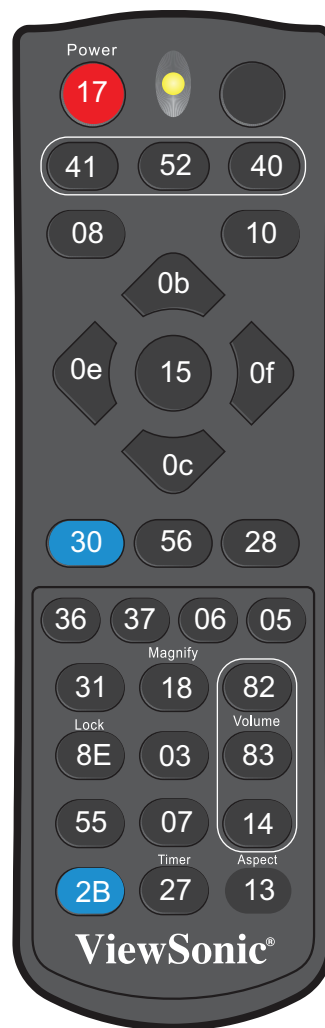 Power
17
41 52 40
08 10
0b
0e 15 0f
0c
30 56 28
36 37 06 05
Magnify
31 18 82
Lock Volume
8E 03 83
55 07 14
Timer Aspect
2B 27 13
ViewSonic®